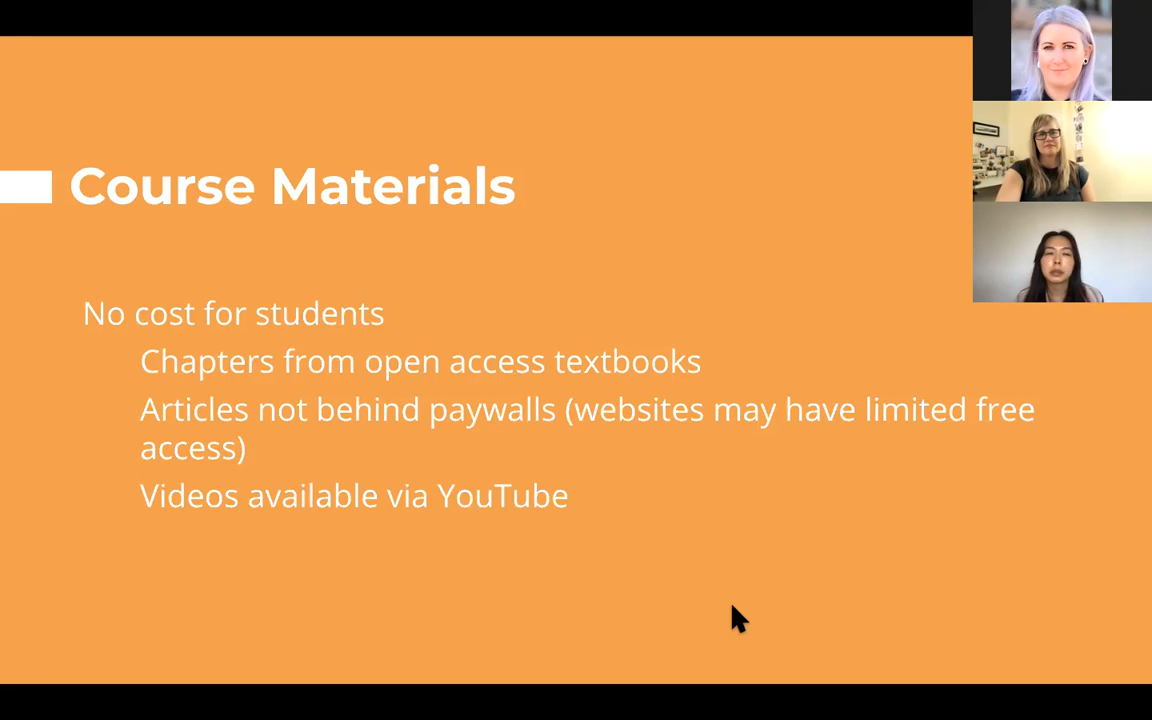 Course Materials
No cost for students
Chapters from open access textbooks
Articles not behind paywalls (websites may have limited free
access)
Videos available via YouTube